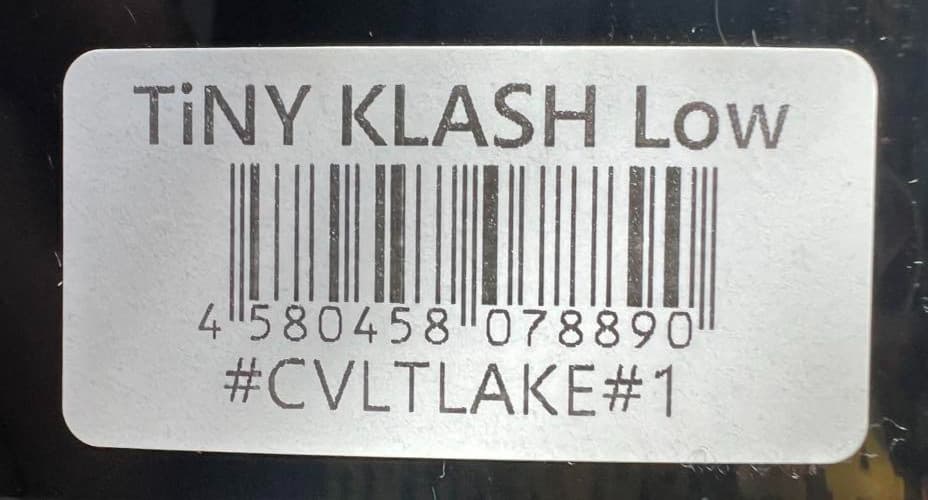 TiNY KLASH Low
4 580458 078890
#CVLTLAKE#1